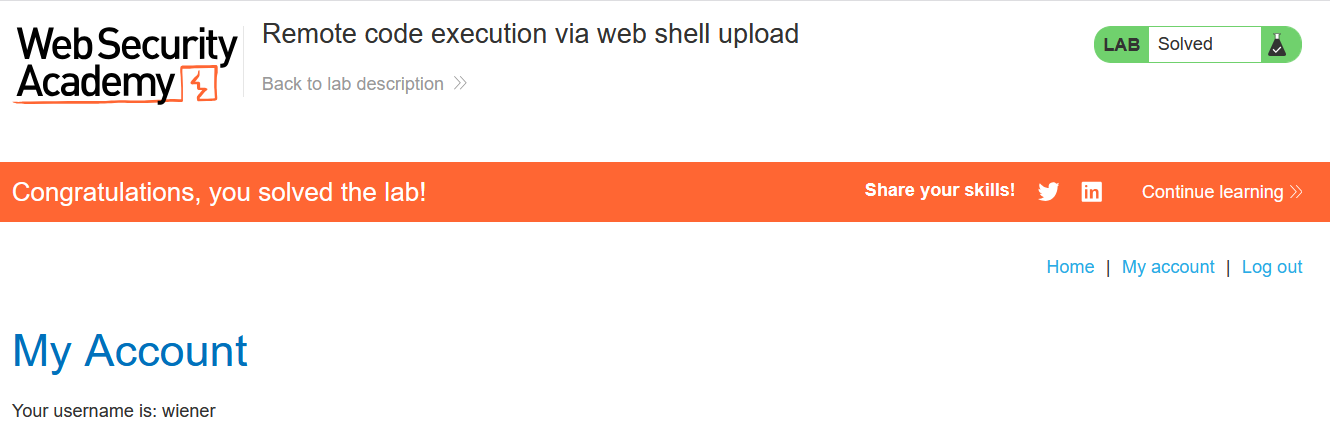 Web Security
Academy
Remote code execution via web shell upload
Back to lab description
LAB Solved
Congratulations, you solved the lab!
Share your skills!
Continue learning
Home | My account | Log out
My Account
Your username is: wiener